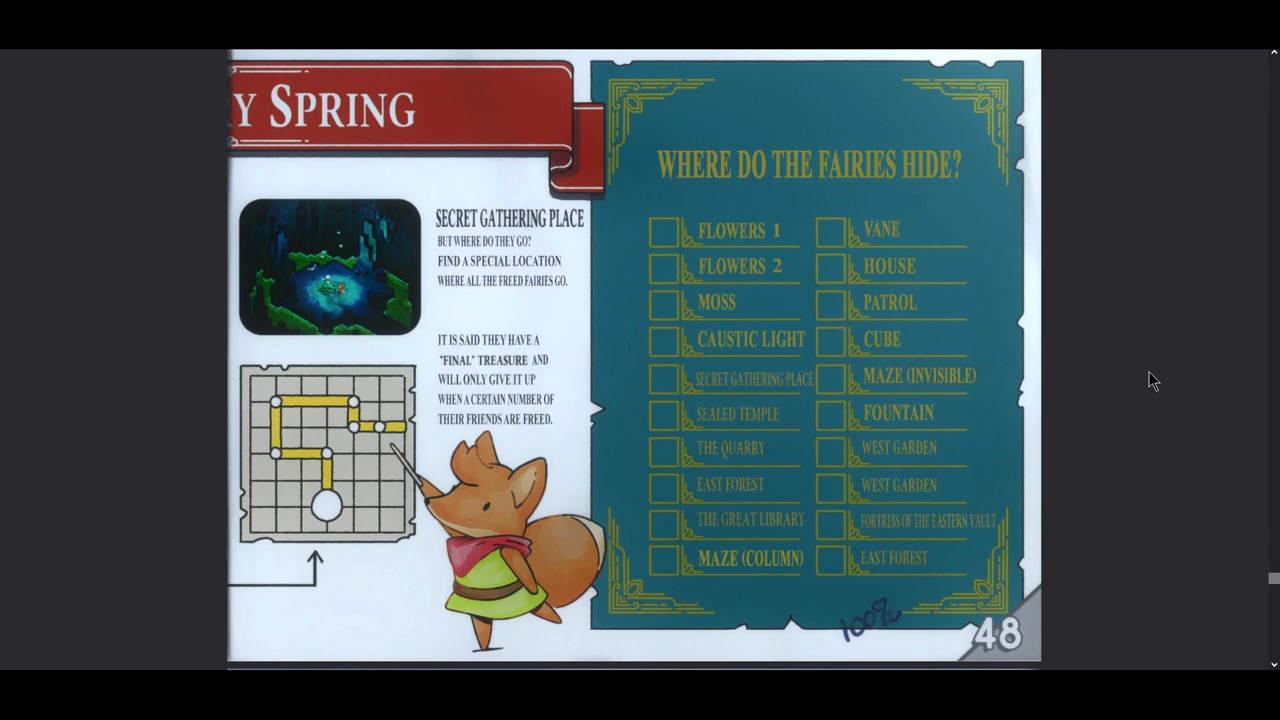 Y SPRING
SECRET GATHERING PLACE
BUT WHERE DO THEY GO?
FIND A SPECIAL LOCATION
WHERE ALL THE FREED FAIRIES GO.
IT IS SAID THEY HAVE A
"FINAL" TREASURE AND
WILL ONLY GIVE IT UP
WHEN A CERTAIN NUMBER OF
THEIR FRIENDS ARE FREED.
WHERE DO THE FAIRIES HIDE?
FLOWERS 1
FLOWERS 2
MOSS
CAUSTIC LIGHT
SECRET GATHERING PLACE
SEALED TEMPLE
THE QUARRY
EAST FOREST
THE GREAT LIBRARY
MAZE (COLUMN)
VANE
HOUSE
PATROL
CUBE
MAZE (INVISIBLE)
FOUNTAIN
WEST GARDEN
WEST GARDEN
FORTRESS OF THE EASTERN VAULT
EAST FOREST
100%
48